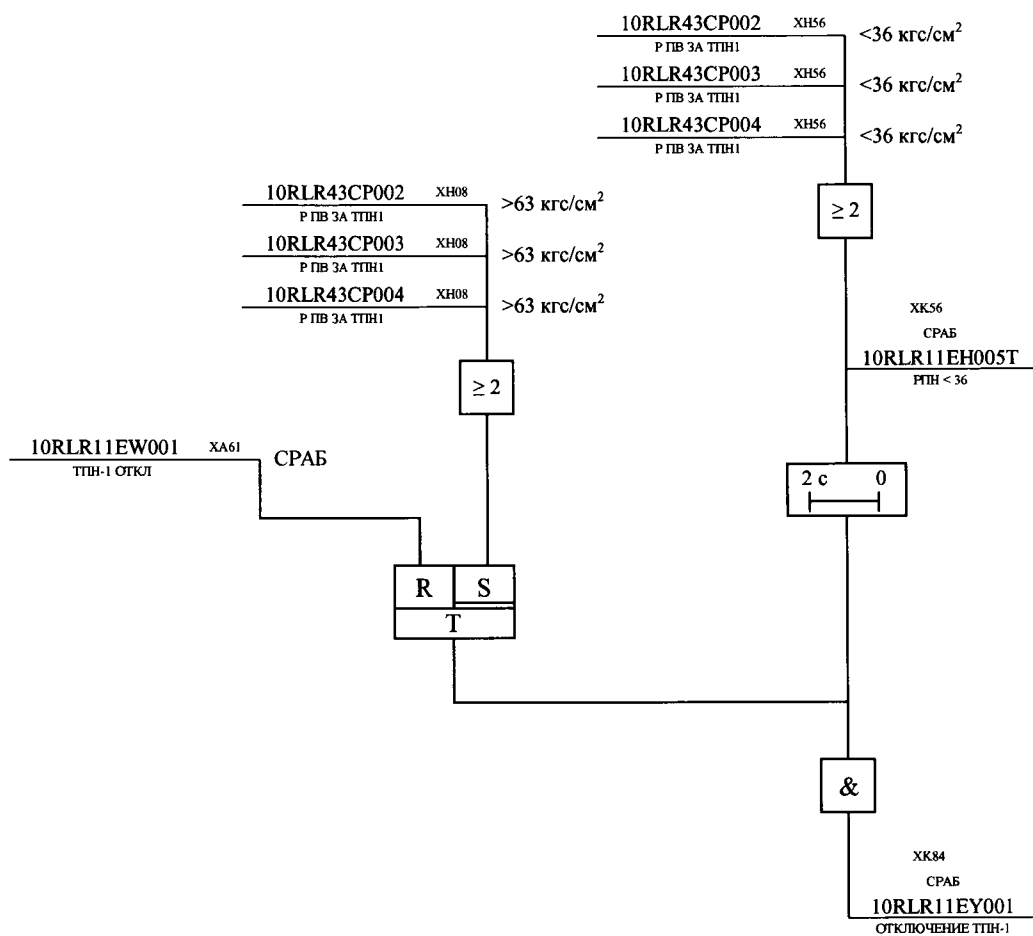 10RLR43CP002 XH56 <36 кгс/см²
Р ПВ ЗА ТПН1
10RLR43CP003 XH56 <36 кгс/см²
Р ПВ ЗА ТПН1
10RLR43CP004 XH56 <36 кгс/см²
Р ПВ ЗА ТПН1
≥ 2
10RLR43CP002 XH08 >63 кгс/см²
Р ПВ ЗА ТПН1
10RLR43CP003 XH08 >63 кгс/см²
Р ПВ ЗА ТПН1
10RLR43CP004 XH08 >63 кгс/см²
Р ПВ ЗА ТПН1
≥ 2
XK56
СРАБ
10RLR11EH005T
РПН < 36
10RLR11EW001 XA61 СРАБ
ТПН-1 ОТКЛ
2 с 0
R S
T
&
XK84
СРАБ
10RLR11EY001
ОТКЛЮЧЕНИЕ ТПН-1